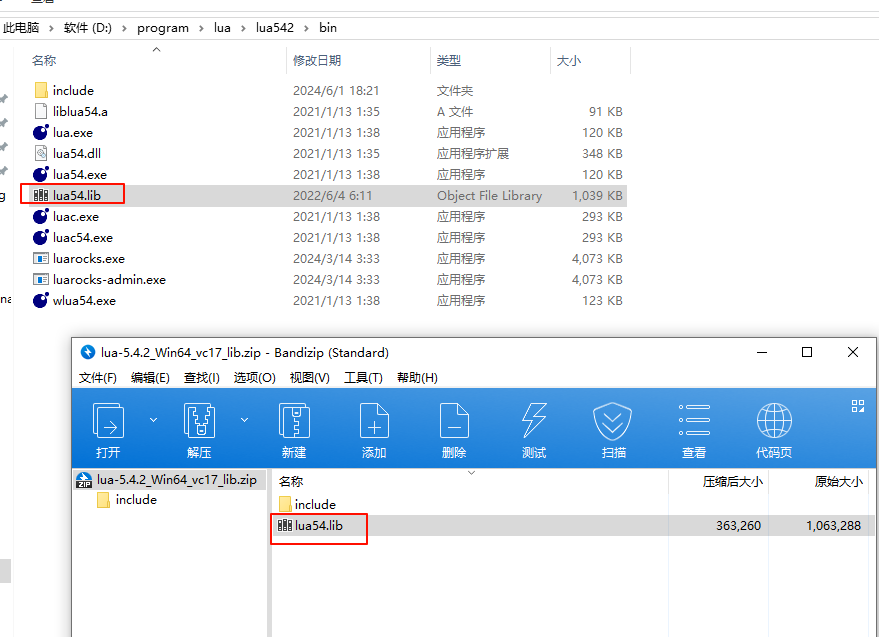 此电脑 › 软件 (D:) › program › lua › lua542 › bin
名称 修改日期 类型 大小
include 2024/6/1 18:21 文件夹
liblua54.a 2021/1/13 1:35 A 文件 91 KB
lua.exe 2021/1/13 1:38 应用程序 120 KB
lua54.dll 2021/1/13 1:35 应用程序扩展 348 KB
lua54.exe 2021/1/13 1:38 应用程序 120 KB
lua54.lib 2022/6/4 6:11 Object File Library 1,039 KB
luac.exe 2021/1/13 1:38 应用程序 293 KB
luac54.exe 2021/1/13 1:38 应用程序 293 KB
luarocks.exe 2024/3/14 3:33 应用程序 4,073 KB
luarocks-admin.exe 2024/3/14 3:33 应用程序 4,073 KB
wlua54.exe 2021/1/13 1:38 应用程序 123 KB
lua-5.4.2_Win64_vc17_lib.zip - Bandizip (Standard)
文件(F) 编辑(E) 查找(I) 选项(O) 视图(V) 工具(T) 帮助(H)
打开 解压 新建 添加 删除 测试 扫描 查看 代码页
ZIP lua-5.4.2_Win64_vc17_lib.zip
include
名称 压缩后大小 原始大小
include
lua54.lib 363,260 1,063,288